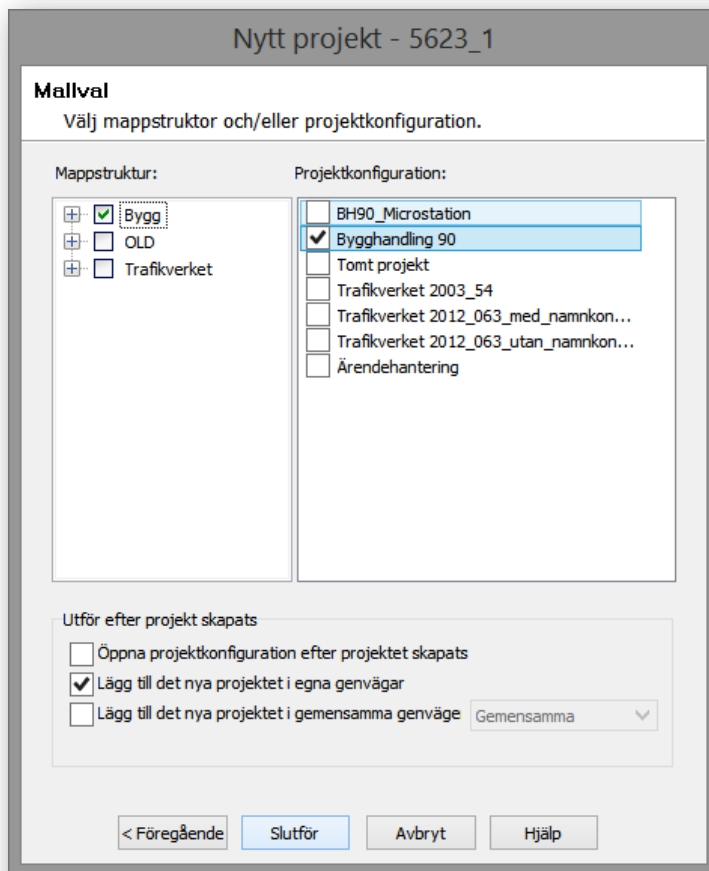 Nytt projekt - 5623_1
Mallval
Välj mappstruktor och/eller projektkonfiguration.
Mappstruktur:
Projektkonfiguration:
Bygg
OLD
Trafikverket
BH90_Microstation
Bygghandling 90
Tomt projekt
Trafikverket 2003_54
Trafikverket 2012_063_med_namnkon...
Trafikverket 2012_063_utan_namnkon...
Ärendehantering
Utför efter projekt skapats
Öppna projektkonfiguration efter projektet skapats
Lägg till det nya projektet i egna genvägar
Lägg till det nya projektet i gemensamma genväge
Gemensamma
< Föregående
Slutför
Avbryt
Hjälp